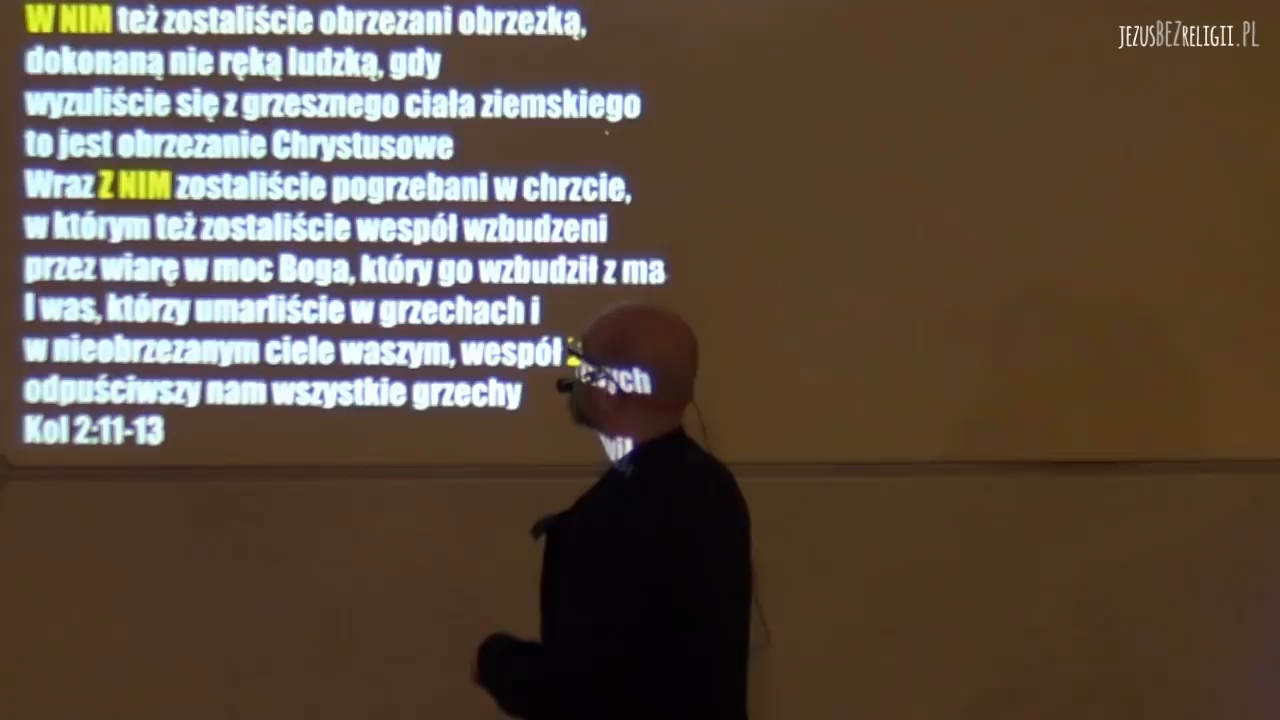 jezusBEZreligii.PL
W NIM też zostaliście obrzezani obrzezką,
dokonaną nie ręką ludzką, gdy
wyzuliście się z grzesznego ciała ziemskiego
to jest obrzezanie Chrystusowe
Wraz Z NIM zostaliście pogrzebani w chrzcie,
w którym też zostaliście wespół wzbudzeni
przez wiarę w moc Boga, który go wzbudził z ma
I was, którzy umarliście w grzechach i
w nieobrzezanym ciele waszym, wespół
odpuściwszy nam wszystkie grzechy
Kol 2:11-13